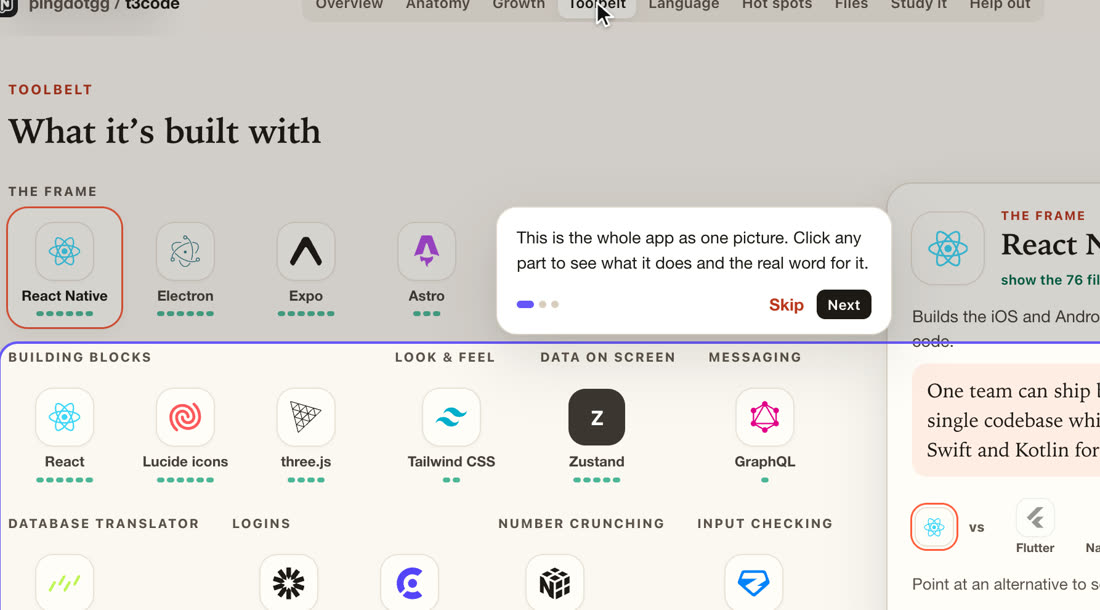 pingdotgg / t3code
Overview Anatomy Growth Toolbelt Language Hot spots Files Study it Help out
TOOLBELT
What it's built with
THE FRAME
React Native Electron Expo Astro
This is the whole app as one picture. Click any
part to see what it does and the real word for it.
Skip Next
THE FRAME
React N
show the 76 fil
Builds the iOS and Andro
code.
One team can ship b
single codebase whi
Swift and Kotlin for
vs
Flutter Na
Point at an alternative to s
BUILDING BLOCKS LOOK & FEEL DATA ON SCREEN MESSAGING
Z
React Lucide icons three.js Tailwind CSS Zustand GraphQL
DATABASE TRANSLATOR LOGINS NUMBER CRUNCHING INPUT CHECKING